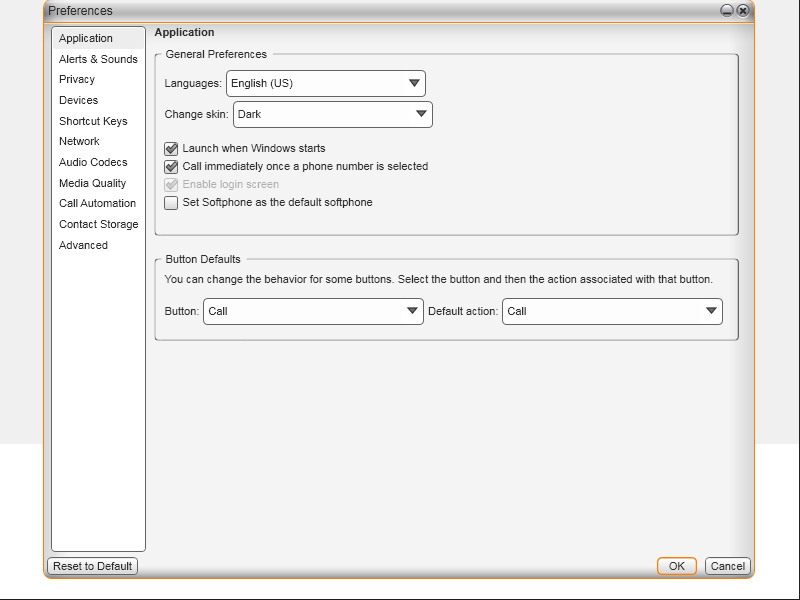 Preferences
Application
Alerts & Sounds
Privacy
Devices
Shortcut Keys
Network
Audio Codecs
Media Quality
Call Automation
Contact Storage
Advanced
Application
General Preferences
Languages: English (US)
Change skin: Dark
Launch when Windows starts
Call immediately once a phone number is selected
Enable login screen
Set Softphone as the default softphone
Button Defaults
You can change the behavior for some buttons. Select the button and then the action associated with that button.
Button: Call Default action: Call
Reset to Default OK Cancel